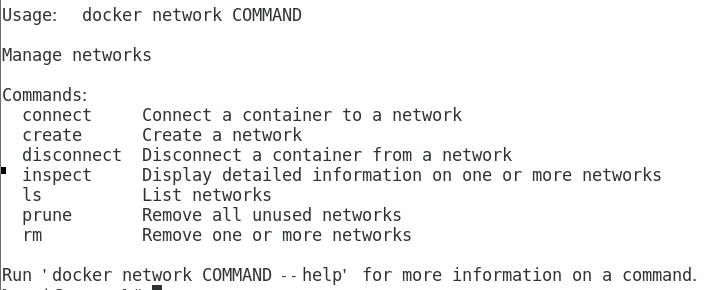 Usage:  docker network COMMAND

Manage networks

Commands:
  connect     Connect a container to a network
  create      Create a network
  disconnect  Disconnect a container from a network
  inspect     Display detailed information on one or more networks
  ls          List networks
  prune       Remove all unused networks
  rm          Remove one or more networks

Run 'docker network COMMAND --help' for more information on a command.